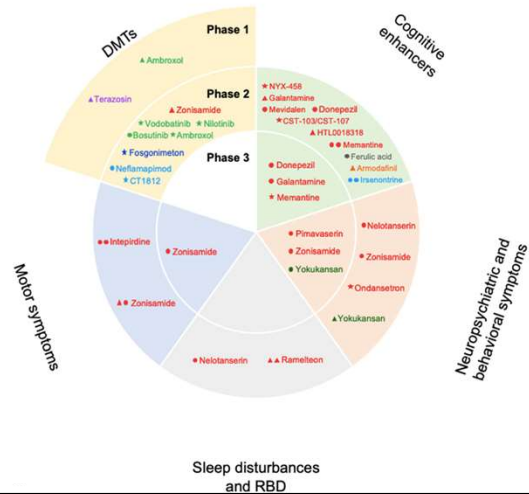 DMTs
Phase 1
Cognitive
enhancers
Ambroxol
Terazosin
Phase 2
Zonisamide
Vodobatinib Nilotinib
Bosutinib Ambroxol
Fosgonimeton
Neflamapimod
CT1812
Phase 3
NYX-458
Galantamine
Mevidalen Donepezil
CST-103/CST-107
HTL0018318
Memantine
Ferulic acid
Armodafinil
Irsenontrine
Donepezil
Galantamine
Memantine
Pimavaserin
Zonisamide
Yokukansan
Nelotanserin
Zonisamide
Ondansetron
Yokukansan
Neuropsychiatric and
behavioral symptoms
Intepirdine
Zonisamide
Zonisamide
Motor symptoms
Nelotanserin
Ramelteon
Sleep disturbances
and RBD